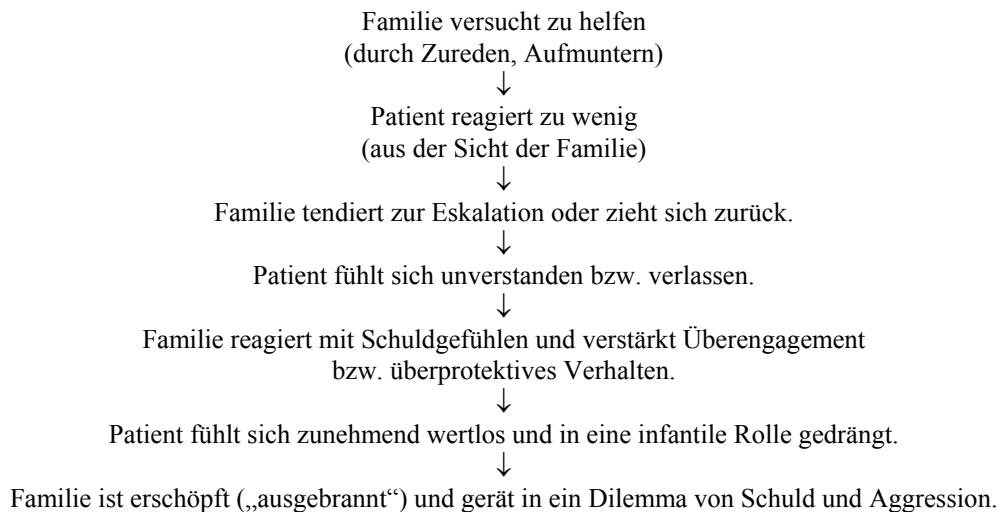 Familie versucht zu helfen
(durch Zureden, Aufmuntern)
↓
Patient reagiert zu wenig
(aus der Sicht der Familie)
↓
Familie tendiert zur Eskalation oder zieht sich zurück.
↓
Patient fühlt sich unverstanden bzw. verlassen.
↓
Familie reagiert mit Schuldgefühlen und verstärkt Überengagement
bzw. überprotektives Verhalten.
↓
Patient fühlt sich zunehmend wertlos und in eine infantile Rolle gedrängt.
↓
Familie ist erschöpft („ausgebrannt“) und gerät in ein Dilemma von Schuld und Aggression.